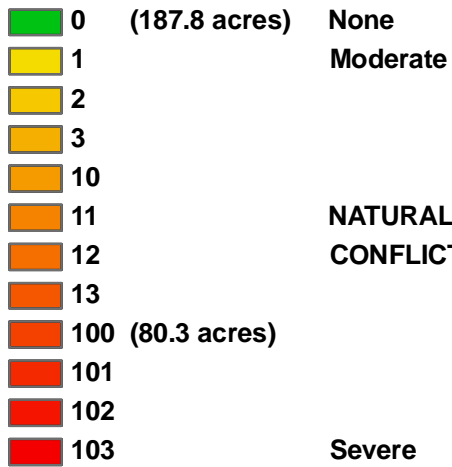 0 (187.8 acres) None
1 Moderate
2
3
10
11 NATURAL
12 CONFLICT
13
100 (80.3 acres)
101
102
103 Severe